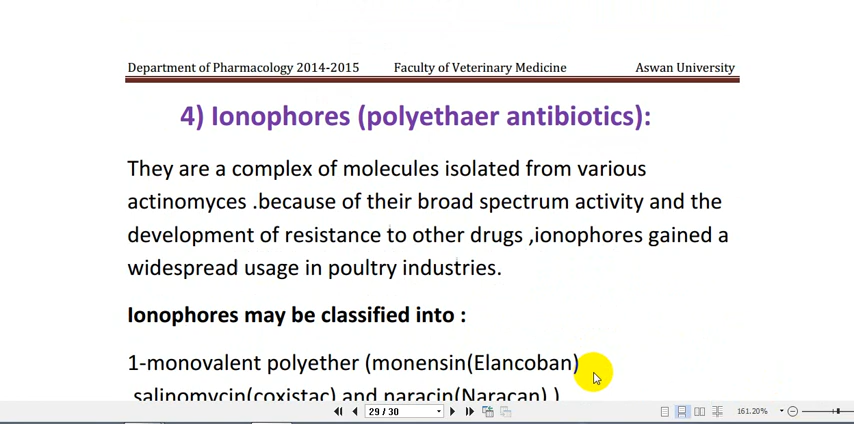 Department of Pharmacology 2014-2015 Faculty of Veterinary Medicine Aswan University
4) Ionophores (polyethaer antibiotics):
They are a complex of molecules isolated from various
actinomyces .because of their broad spectrum activity and the
development of resistance to other drugs ,ionophores gained a
widespread usage in poultry industries.
Ionophores may be classified into :
1-monovalent polyether (monensin(Elancoban)
salinomycin(coxistac) and naracin(Naracan) )
29 / 30
161.20%